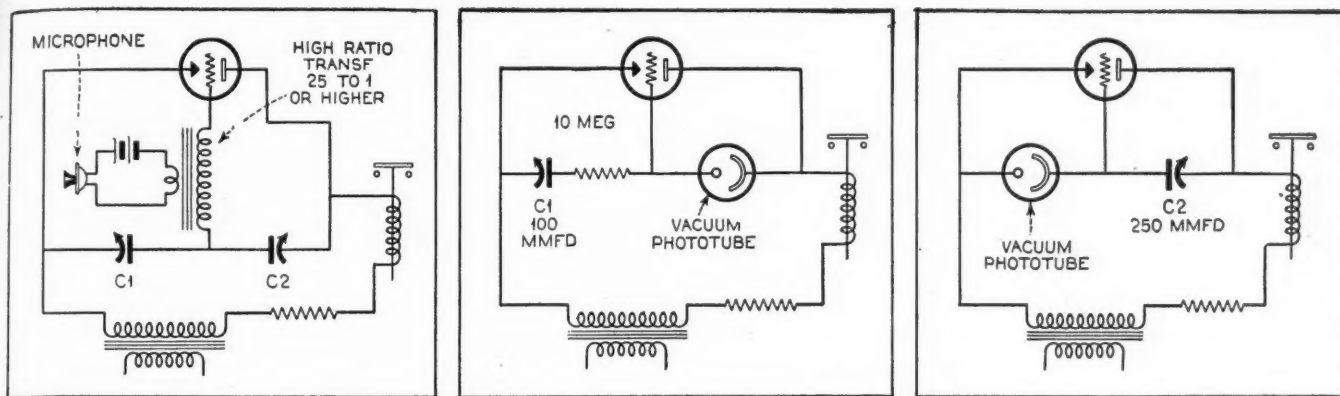 MICROPHONE
HIGH RATIO
TRANSF
25 TO 1
OR HIGHER
C1
C2
10 MEG
C1
100
MMFD
VACUUM
PHOTOTUBE
VACUUM
PHOTOTUBE
C2
250 MMFD